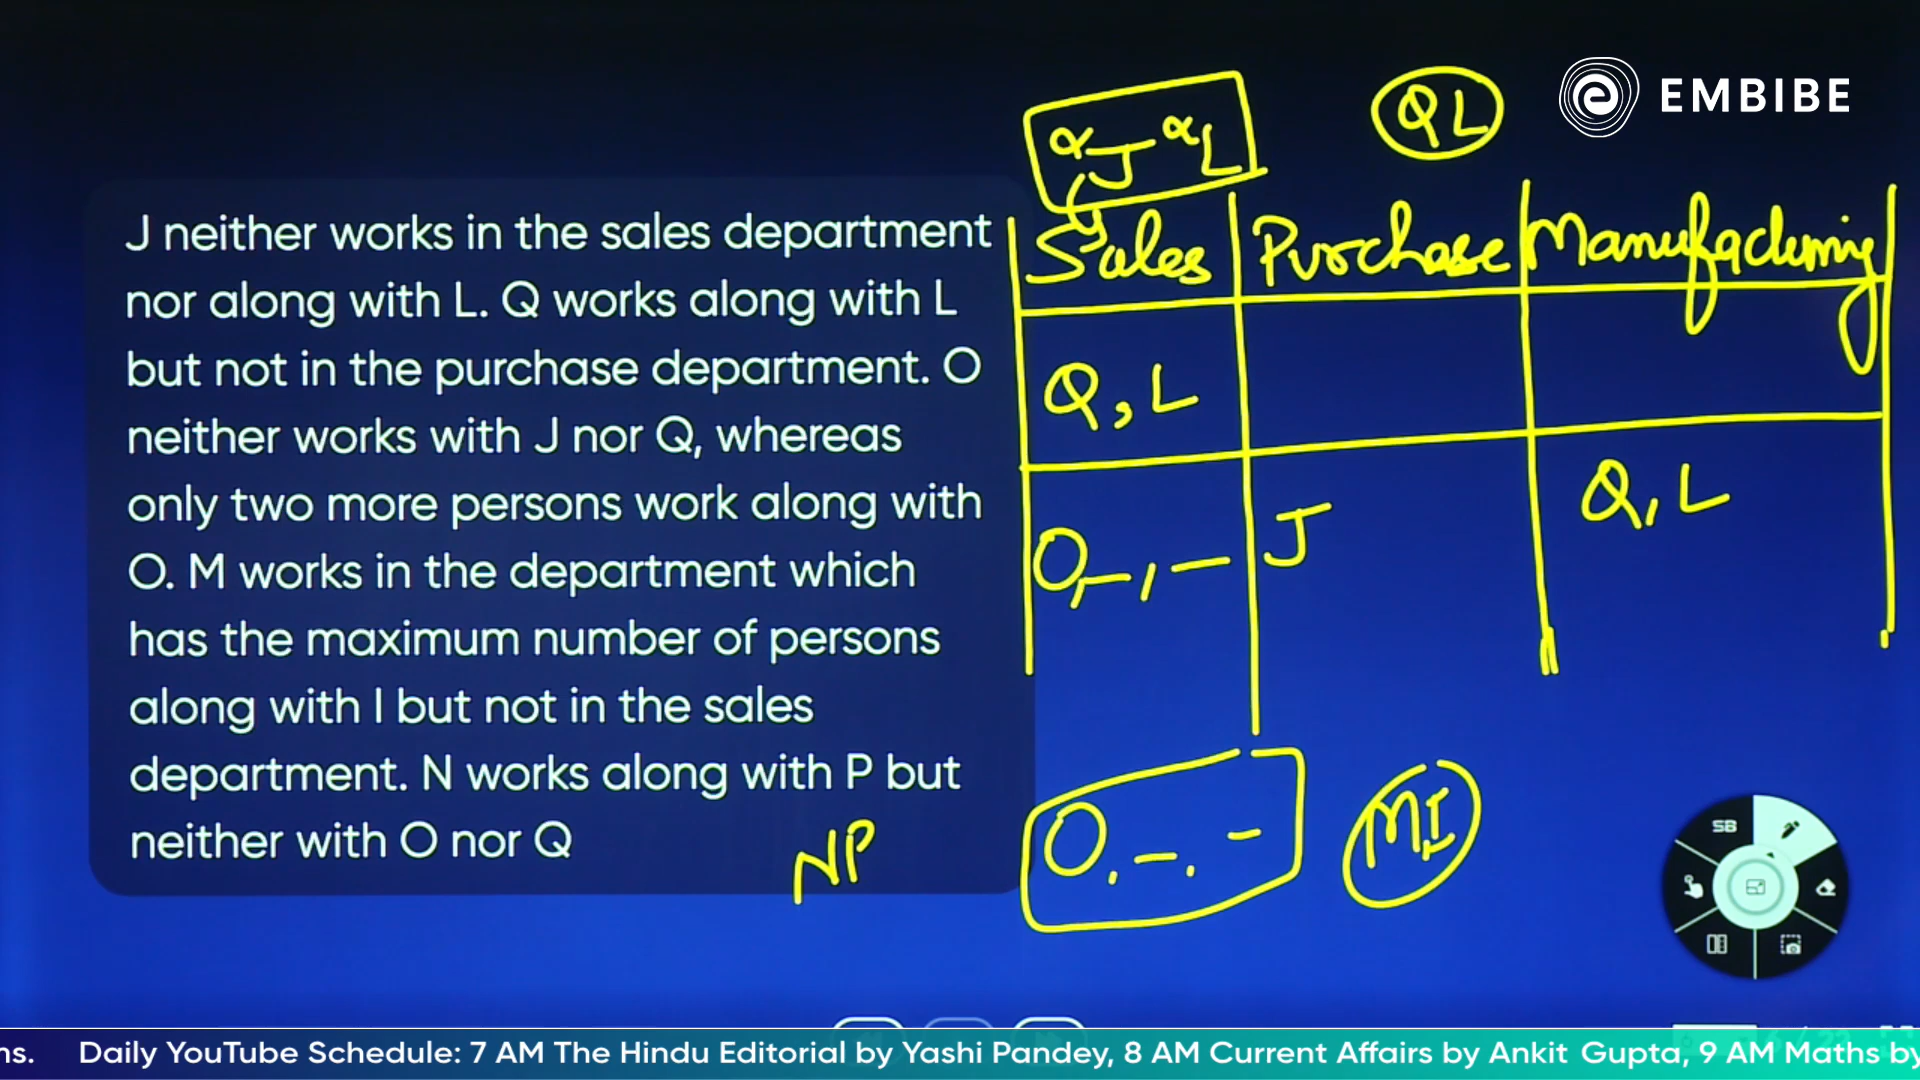 EMBIBE
αJ αL
QL
Sales Purchase Manufacturing
Q, L
Q, L
O, –, – J
O, –, –
MI
NP
J neither works in the sales department
nor along with L. Q works along with L
but not in the purchase department. O
neither works with J nor Q, whereas
only two more persons work along with
O. M works in the department which
has the maximum number of persons
along with I but not in the sales
department. N works along with P but
neither with O nor Q
SB
ns. Daily YouTube Schedule: 7 AM The Hindu Editorial by Yashi Pandey, 8 AM Current Affairs by Ankit Gupta, 9 AM Maths by